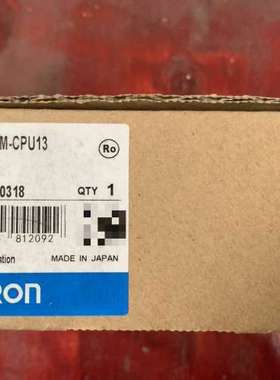 M-CPU13
Ro
0318
QTY 1
812092
MADE IN JAPAN
ation
RON